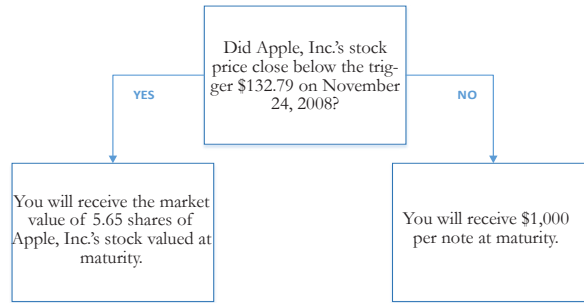 Did Apple, Inc.'s stock
price close below the trig-
ger $132.79 on November
24, 2008?
YES
NO
You will receive the market
value of 5.65 shares of
Apple, Inc.'s stock valued at
maturity.
You will receive $1,000
per note at maturity.